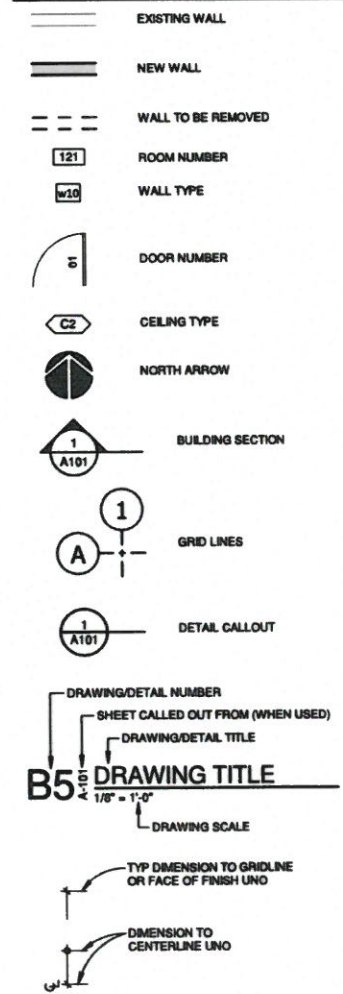 EXISTING WALL
NEW WALL
WALL TO BE REMOVED
121 ROOM NUMBER
w10 WALL TYPE
01 DOOR NUMBER
C2 CEILING TYPE
NORTH ARROW
1
A101
BUILDING SECTION
1
A
GRID LINES
1
A101
DETAIL CALLOUT
DRAWING/DETAIL NUMBER
SHEET CALLED OUT FROM (WHEN USED)
DRAWING/DETAIL TITLE
B5 A-101 DRAWING TITLE
1/8" = 1'-0"
DRAWING SCALE
TYP DIMENSION TO GRIDLINE
OR FACE OF FINISH UNO
DIMENSION TO
CENTERLINE UNO
℄